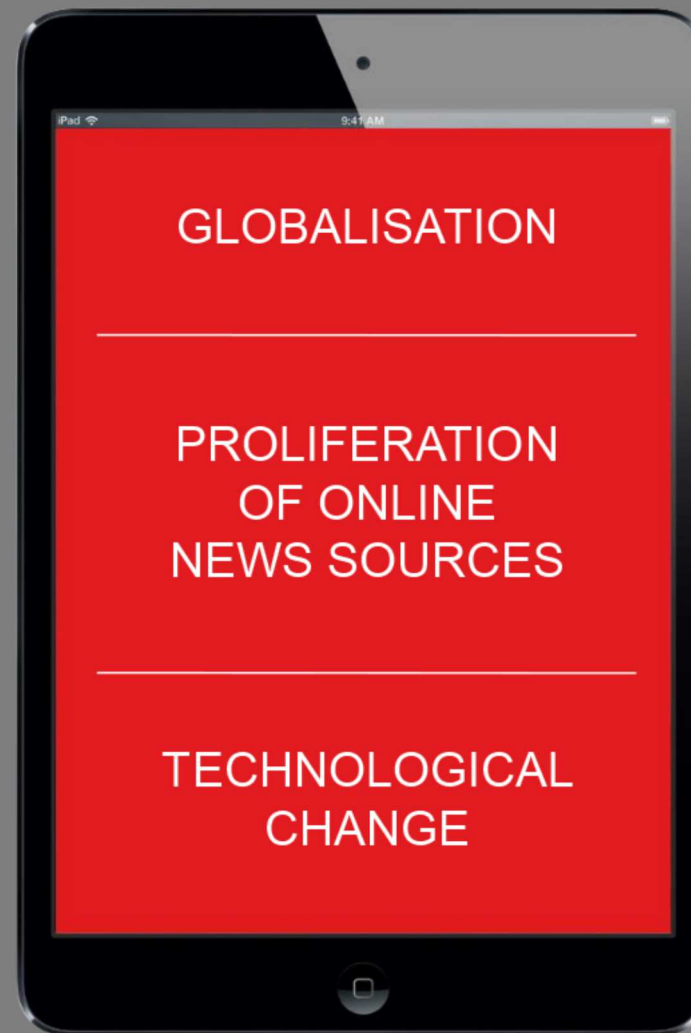 iPad
9:41 AM
GLOBALISATION
PROLIFERATION
OF ONLINE
NEWS SOURCES
TECHNOLOGICAL
CHANGE